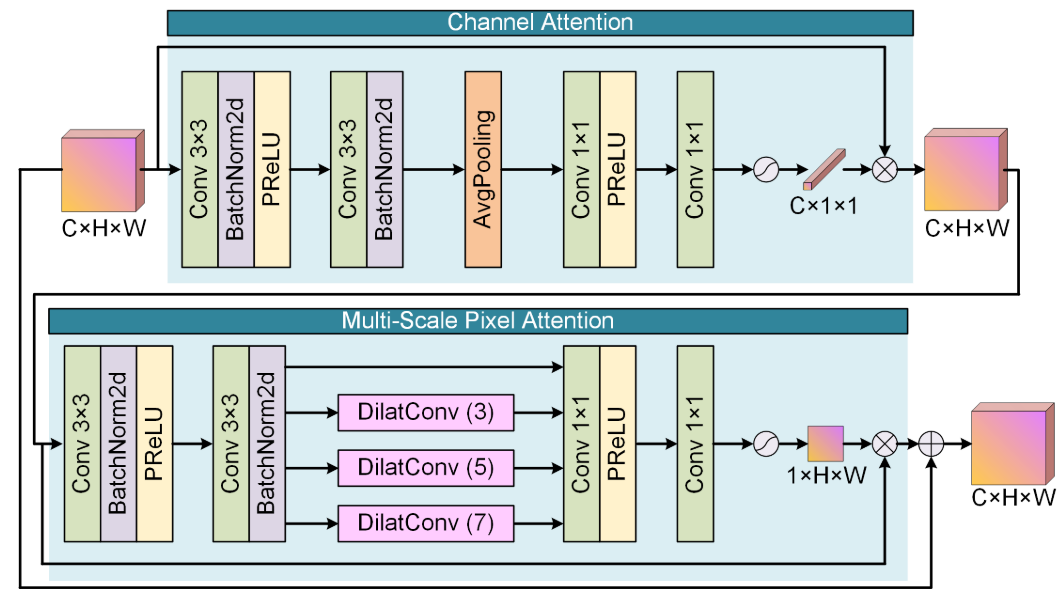 Channel Attention
Conv 3×3
BatchNorm2d
PReLU
Conv 3×3
BatchNorm2d
AvgPooling
Conv 1×1
PReLU
Conv 1×1
C×H×W
C×1×1
C×H×W
Multi-Scale Pixel Attention
Conv 3×3
BatchNorm2d
PReLU
Conv 3×3
BatchNorm2d
DilatConv (3)
DilatConv (5)
DilatConv (7)
Conv 1×1
PReLU
Conv 1×1
1×H×W
C×H×W